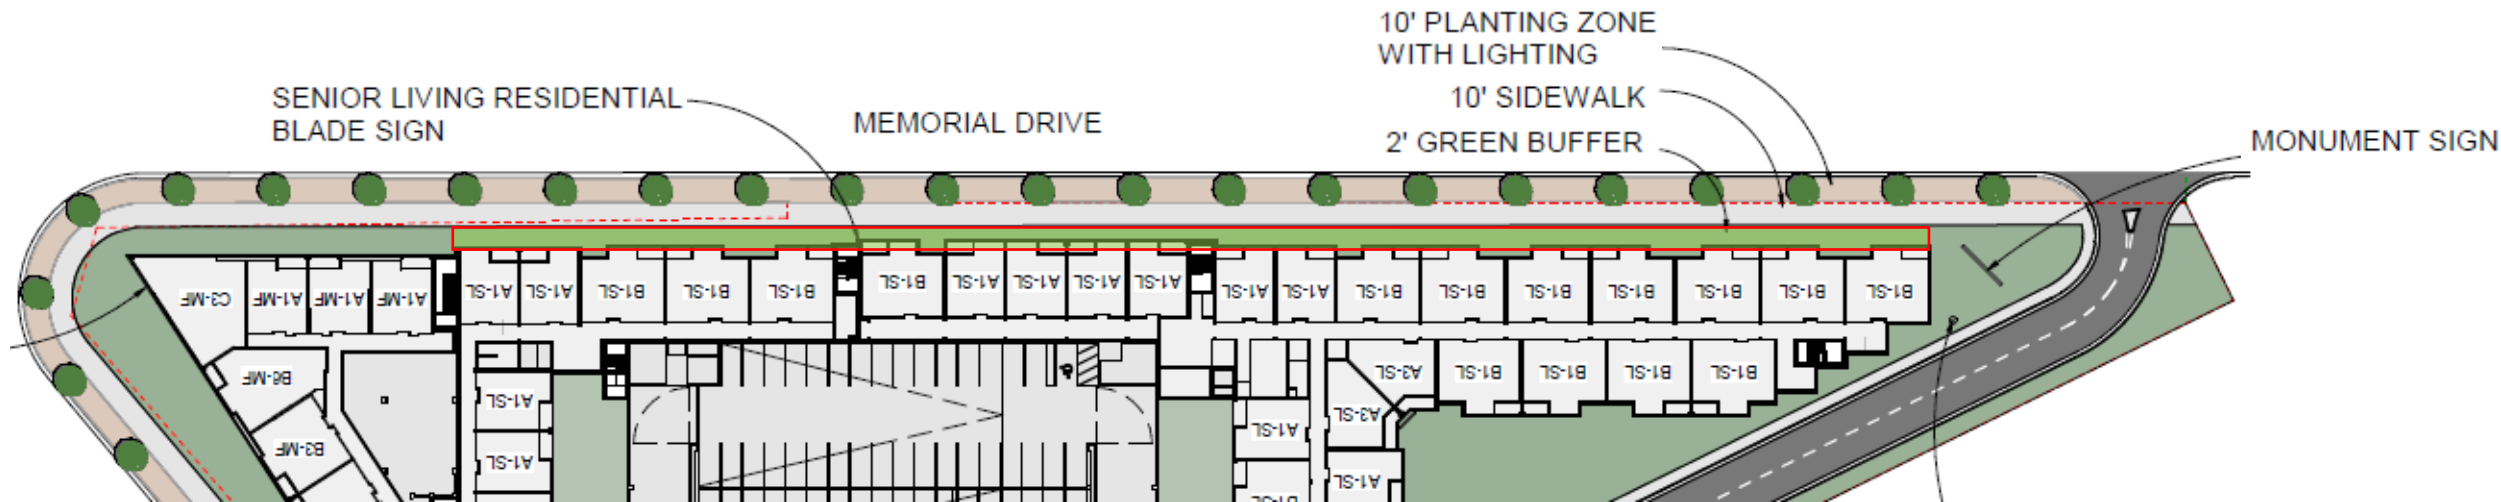 10' PLANTING ZONE
WITH LIGHTING
SENIOR LIVING RESIDENTIAL
BLADE SIGN
MEMORIAL DRIVE
10' SIDEWALK
2' GREEN BUFFER
MONUMENT SIGN
C3-MF
A1-MF
A1-MF
A1-MF
A1-SL
A1-SL
B1-SL
B1-SL
B1-SL
B1-SL
A1-SL
A1-SL
A1-SL
A1-SL
A1-SL
A1-SL
B1-SL
B1-SL
B1-SL
B1-SL
B1-SL
B1-SL
B1-SL
B6-MF
A3-SL
B1-SL
B1-SL
B1-SL
B1-SL
A1-SL
A3-SL
A1-SL
B3-MF
A1-SL
A1-SL